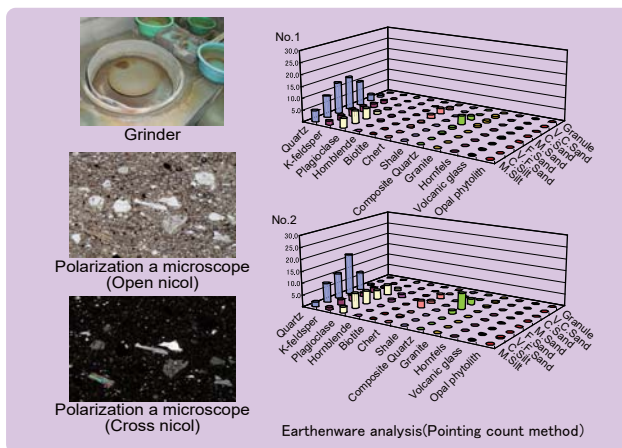 Grinder
Polarization a microscope
(Open nicol)
Polarization a microscope
(Cross nicol)
No.1
30.0
25.0
20.0
15.0
10.0
5.0
Quartz
K-feldsper
Plagioclase
Hornblende
Biotite
Chert
Shale
Composite Quartz
Granite
Hornfels
Volcanic glass
Opal phytolith
M.Silt
C.Silt
V.F.Sand
F.Sand
M.Sand
C.Sand
V.C.Sand
Granule
No.2
30.0
25.0
20.0
15.0
10.0
5.0
Quartz
K-feldsper
Plagioclase
Hornblende
Biotite
Chert
Shale
Composite Quartz
Granite
Hornfels
Volcanic glass
Opal phytolith
M.Silt
C.Silt
V.F.Sand
F.Sand
M.Sand
C.Sand
V.C.Sand
Granule
Earthenware analysis(Pointing count method)